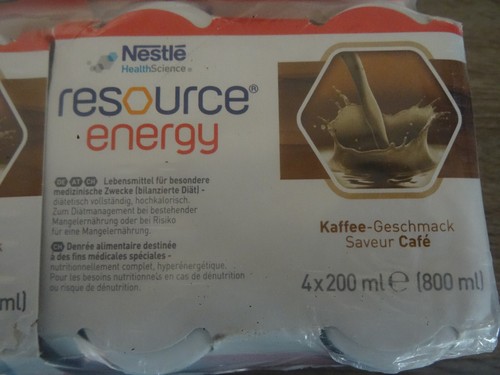 Nestlé
HealthScience®
resource®
energy
DE AT CH Lebensmittel für besondere
medizinische Zwecke (bilanzierte Diät) -
diätetisch vollständig, hochkalorisch.
Zum Diätmanagement bei bestehender
Mangelernährung oder bei Risiko
für eine Mangelernährung.
CH Denrée alimentaire destinée
à des fins médicales spéciales -
nutritionnellement complet, hyperénergétique.
Pour les besoins nutritionnels en cas de dénutrition
ou risque de dénutrition.
Kaffee-Geschmack
Saveur Café
4x200 ml e (800 ml)
ml)